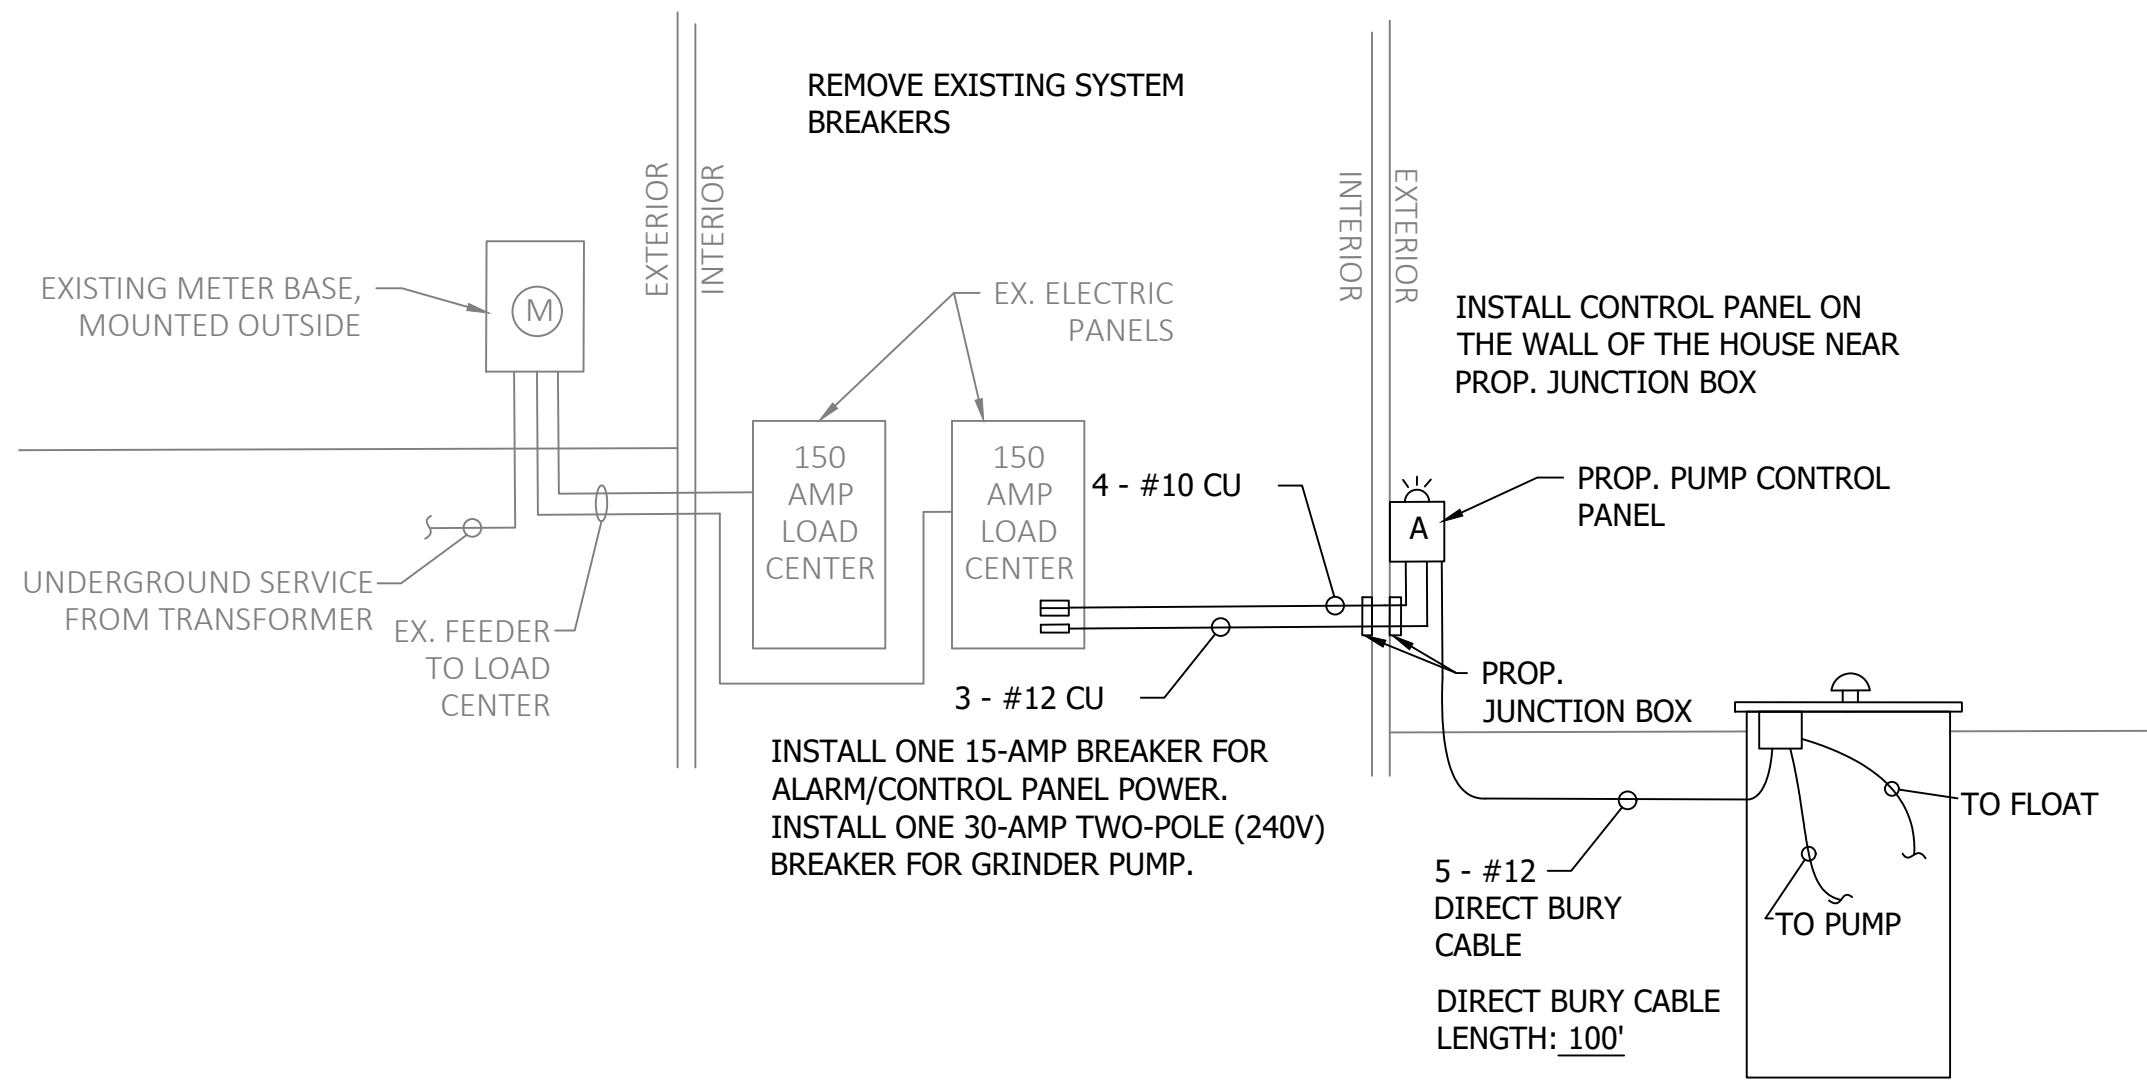 REMOVE EXISTING SYSTEM
BREAKERS
EXTERIOR
INTERIOR
INTERIOR
EXTERIOR
EXISTING METER BASE,
MOUNTED OUTSIDE
M
EX. ELECTRIC
PANELS
INSTALL CONTROL PANEL ON
THE WALL OF THE HOUSE NEAR
PROP. JUNCTION BOX
150
AMP
LOAD
CENTER
150
AMP
LOAD
CENTER
4 - #10 CU
A
PROP. PUMP CONTROL
PANEL
UNDERGROUND SERVICE
FROM TRANSFORMER
EX. FEEDER
TO LOAD
CENTER
3 - #12 CU
PROP.
JUNCTION BOX
INSTALL ONE 15-AMP BREAKER FOR
ALARM/CONTROL PANEL POWER.
INSTALL ONE 30-AMP TWO-POLE (240V)
BREAKER FOR GRINDER PUMP.
TO FLOAT
TO PUMP
5 - #12
DIRECT BURY
CABLE
DIRECT BURY CABLE
LENGTH: 100'